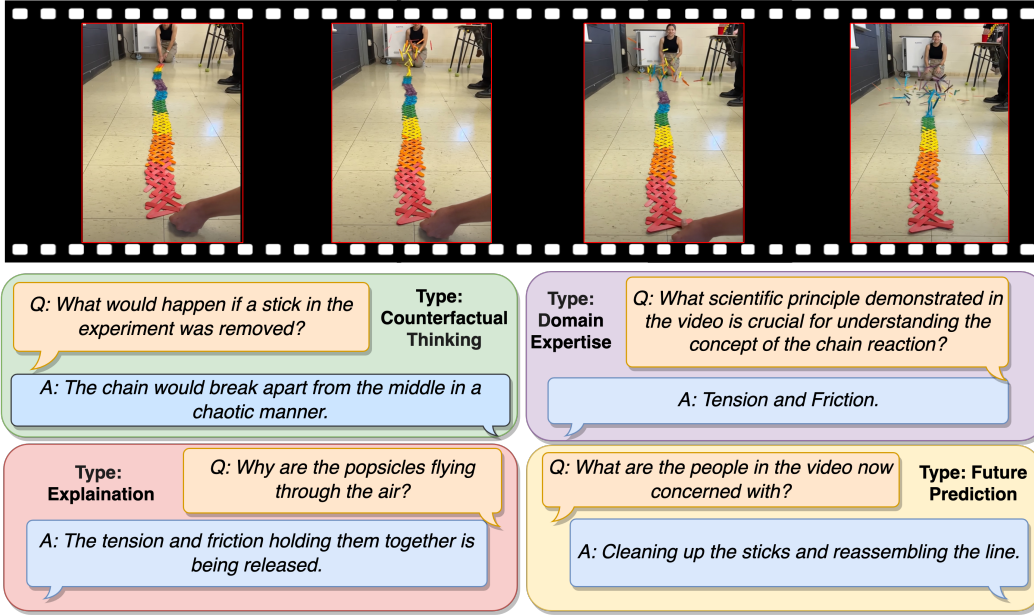 Q: What would happen if a stick in the
experiment was removed?
Type:
Counterfactual
Thinking
A: The chain would break apart from the middle in a
chaotic manner.
Type:
Domain
Expertise
Q: What scientific principle demonstrated in
the video is crucial for understanding the
concept of the chain reaction?
A: Tension and Friction.
Type:
Explaination
Q: Why are the popsicles flying
through the air?
A: The tension and friction holding them together is
being released.
Q: What are the people in the video now
concerned with?
Type: Future
Prediction
A: Cleaning up the sticks and reassembling the line.